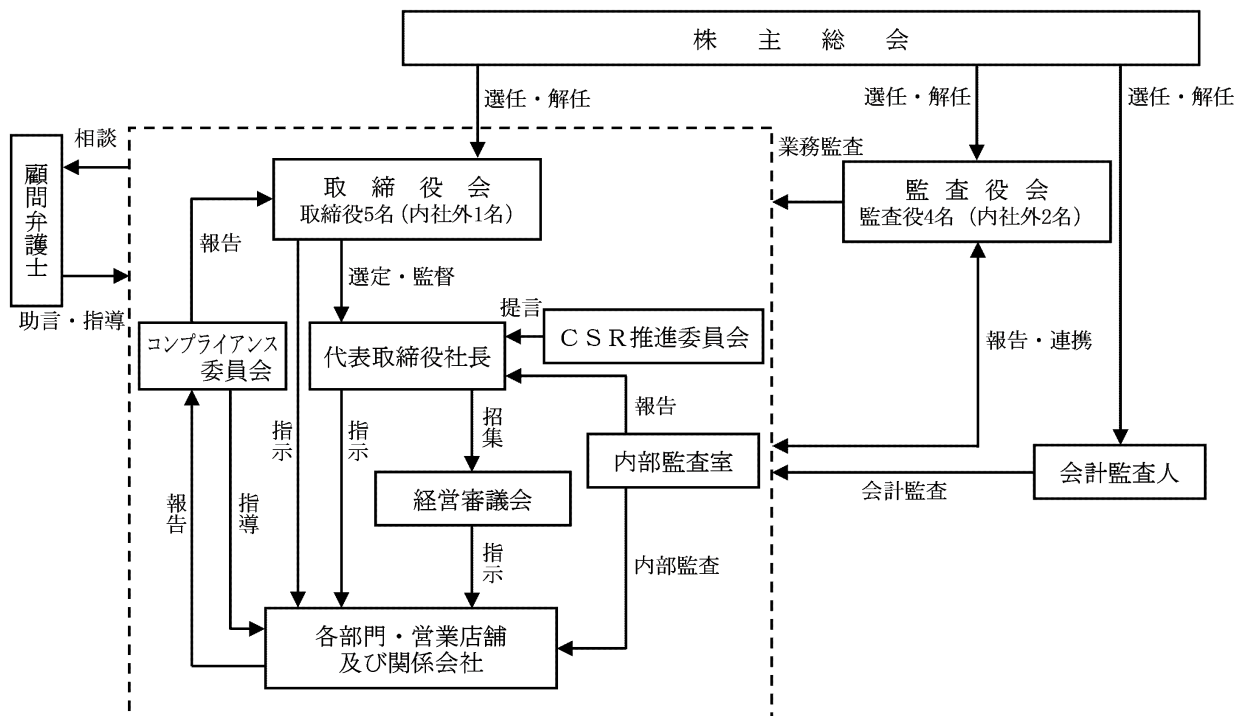 株主総会
選任・解任
選任・解任
選任・解任
相談
業務監査
顧問弁護士
取締役会
取締役5名（内社外1名）
監査役会
監査役4名（内社外2名）
報告
選定・監督
助言・指導
提言
コンプライアンス
委員会
代表取締役社長
ＣＳＲ推進委員会
報告・連携
指示
指示
招集
報告
内部監査室
会計監査人
経営審議会
会計監査
報告
指導
指示
内部監査
各部門・営業店舗
及び関係会社